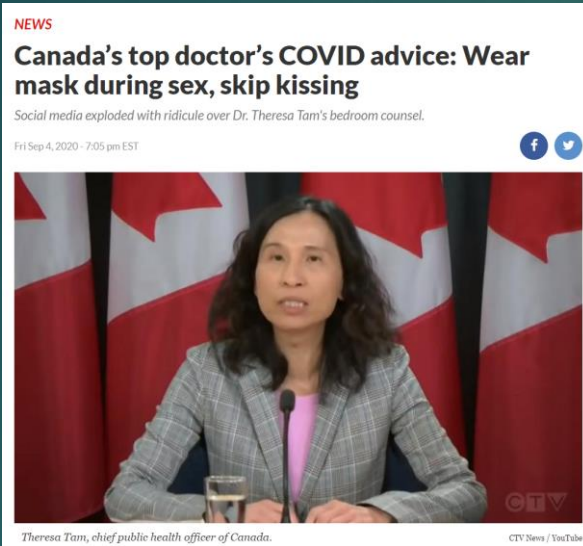 NEWS
Canada's top doctor's COVID advice: Wear
mask during sex, skip kissing
Social media exploded with ridicule over Dr. Theresa Tam's bedroom counsel.
Fri Sep 4, 2020 - 7:05 pm EST
f
CTV
Theresa Tam, chief public health officer of Canada.
CTV News / YouTube